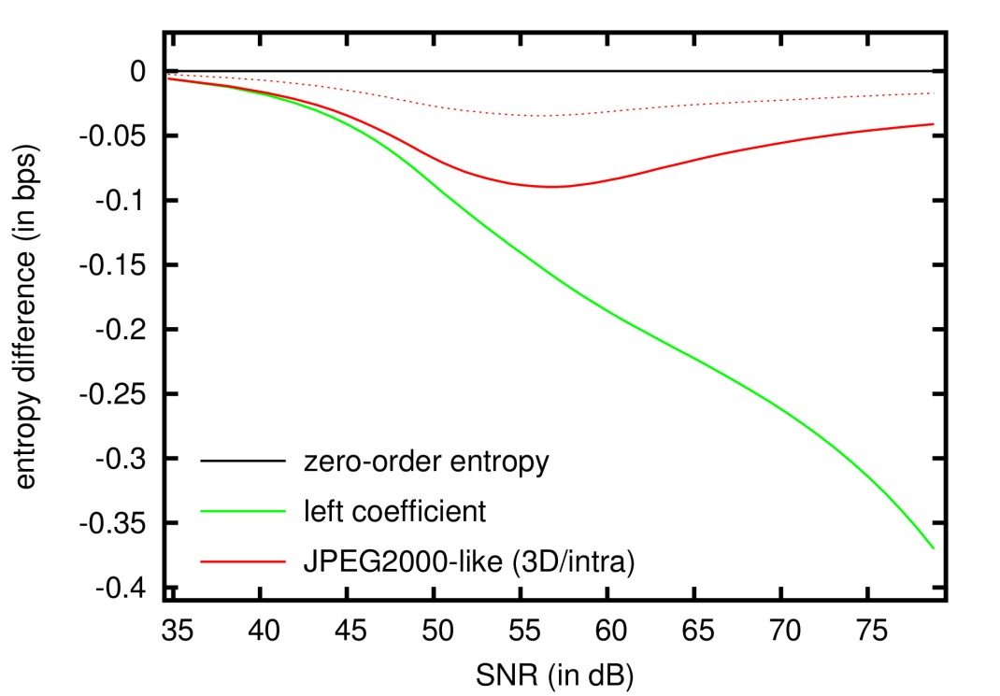 0
-0.05
-0.1
-0.15
-0.2
-0.25
-0.3
-0.35
-0.4
entropy difference (in bps)
zero-order entropy
left coefficient
JPEG2000-like (3D/intra)
35 40 45 50 55 60 65 70 75
SNR (in dB)